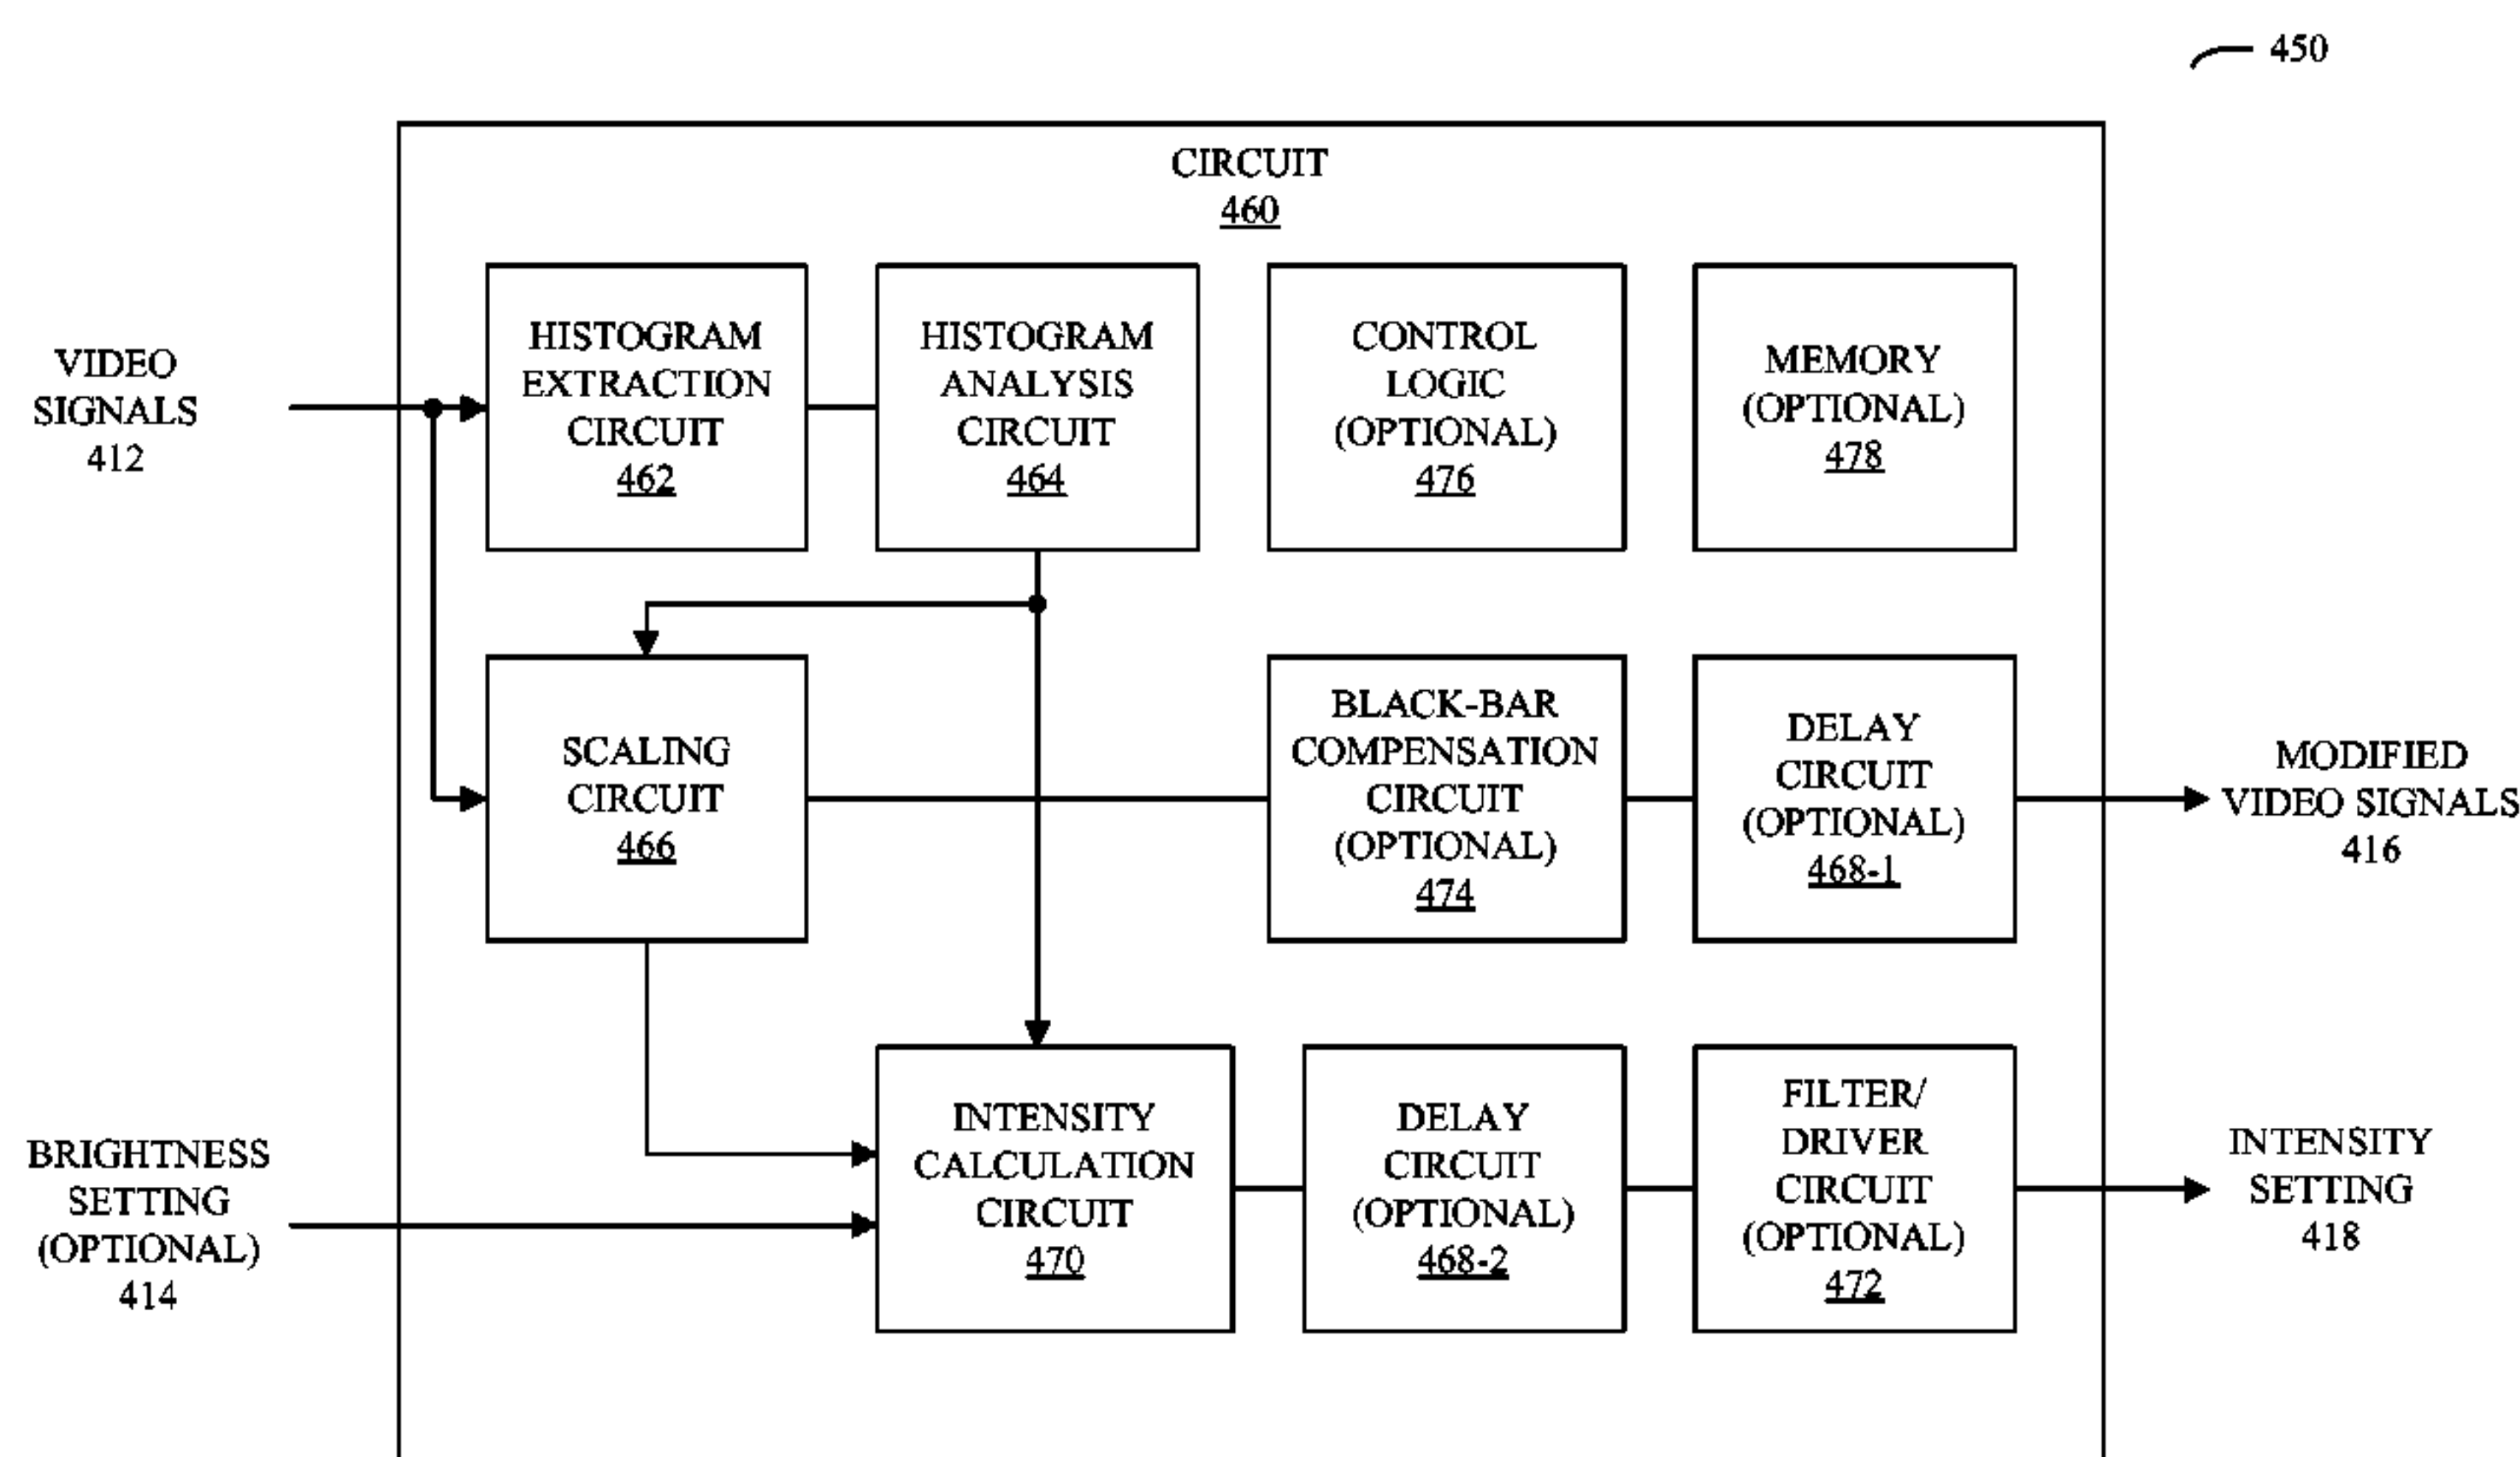 450
CIRCUIT
460
VIDEO
SIGNALS
412
HISTOGRAM
EXTRACTION
CIRCUIT
462
HISTOGRAM
ANALYSIS
CIRCUIT
464
CONTROL
LOGIC
(OPTIONAL)
476
MEMORY
(OPTIONAL)
478
SCALING
CIRCUIT
466
BLACK-BAR
COMPENSATION
CIRCUIT
(OPTIONAL)
474
DELAY
CIRCUIT
(OPTIONAL)
468-1
MODIFIED
VIDEO SIGNALS
416
BRIGHTNESS
SETTING
(OPTIONAL)
414
INTENSITY
CALCULATION
CIRCUIT
470
DELAY
CIRCUIT
(OPTIONAL)
468-2
FILTER/
DRIVER
CIRCUIT
(OPTIONAL)
472
INTENSITY
SETTING
418